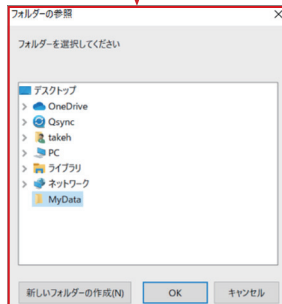 フォルダーの参照
フォルダーを選択してください
デスクトップ
OneDrive
Qsync
takeh
PC
ライブラリ
ネットワーク
MyData
新しいフォルダーの作成(N) OK キャンセル